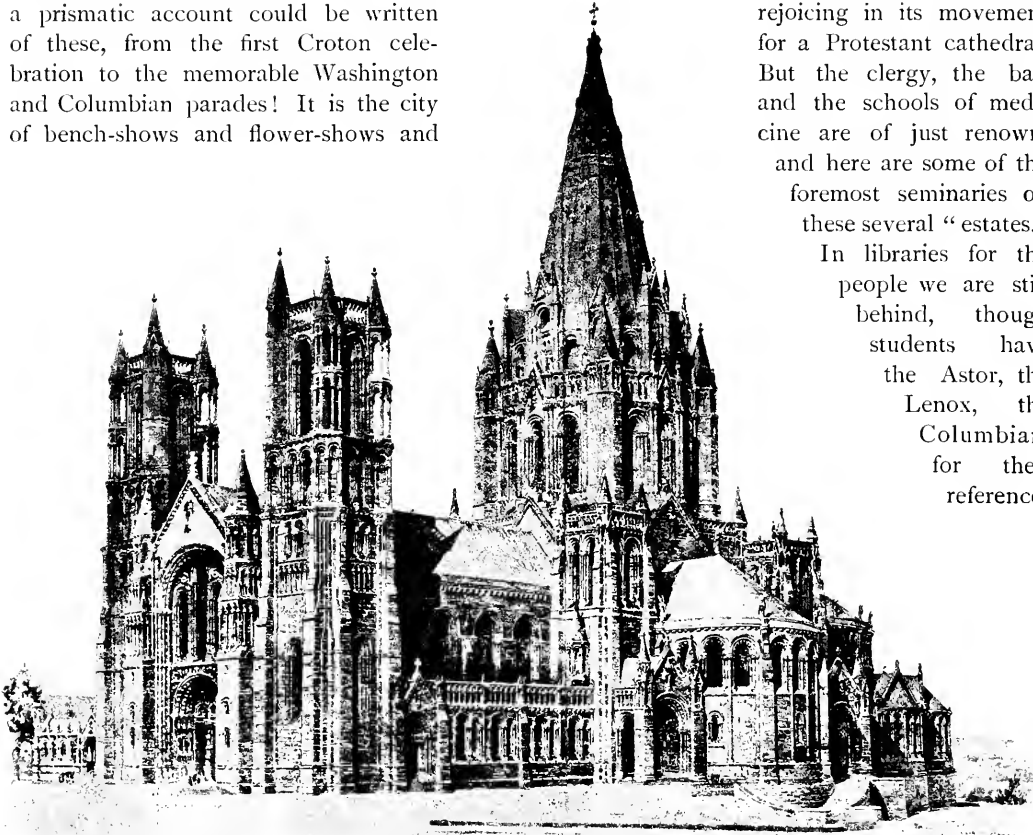 a prismatic account could be written
of these, from the first Croton cele-
bration to the memorable Washington
and Columbian parades! It is the city
of bench-shows and flower-shows and
rejoicing in its movemen
for a Protestant cathedra
But the clergy, the ba
and the schools of med
cine are of just renown
and here are some of th
foremost seminaries o
these several “ estates.
In libraries for th
people we are sti
behind, thoug
students hav
the Astor, th
Lenox, th
Columbian
for the
reference